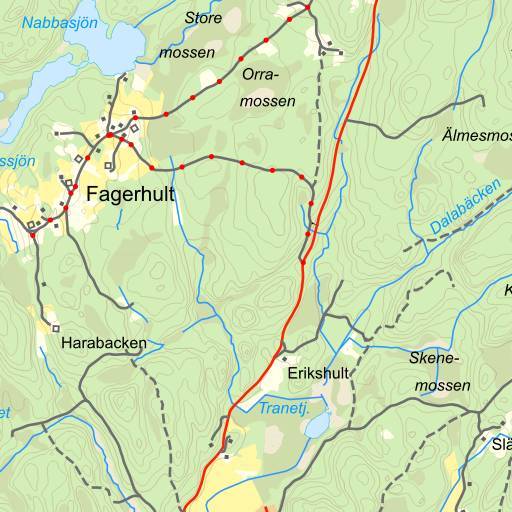 Nabbasjön
Store
mossen
Orra-
mossen
Älmesmos
ssjön
Fagerhult
Dalabäcken
K
Harabacken
Skene-
mossen
Erikshult
Tranetj.
et
Slä